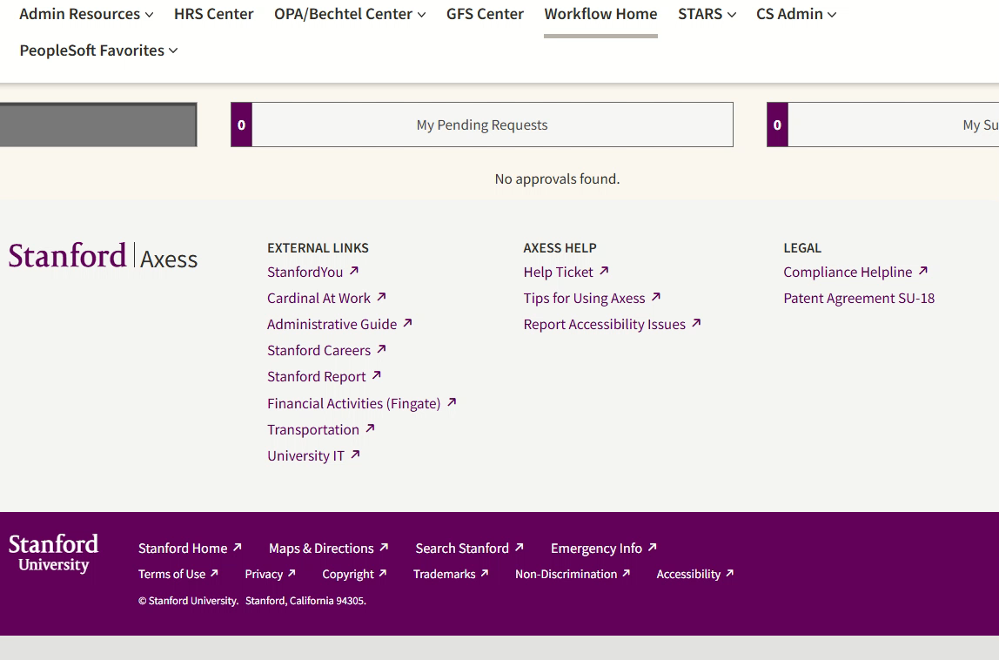 Admin Resources HRS Center OPA/Bechtel Center GFS Center Workflow Home STARS CS Admin
PeopleSoft Favorites
0 My Pending Requests 0 My Su
No approvals found.
Stanford Axess
EXTERNAL LINKS
StanfordYou
Cardinal At Work
Administrative Guide
Stanford Careers
Stanford Report
Financial Activities (Fingate)
Transportation
University IT
AXESS HELP
Help Ticket
Tips for Using Axess
Report Accessibility Issues
LEGAL
Compliance Helpline
Patent Agreement SU-18
Stanford
University
Stanford Home Maps & Directions Search Stanford Emergency Info
Terms of Use Privacy Copyright Trademarks Non-Discrimination Accessibility
© Stanford University. Stanford, California 94305.